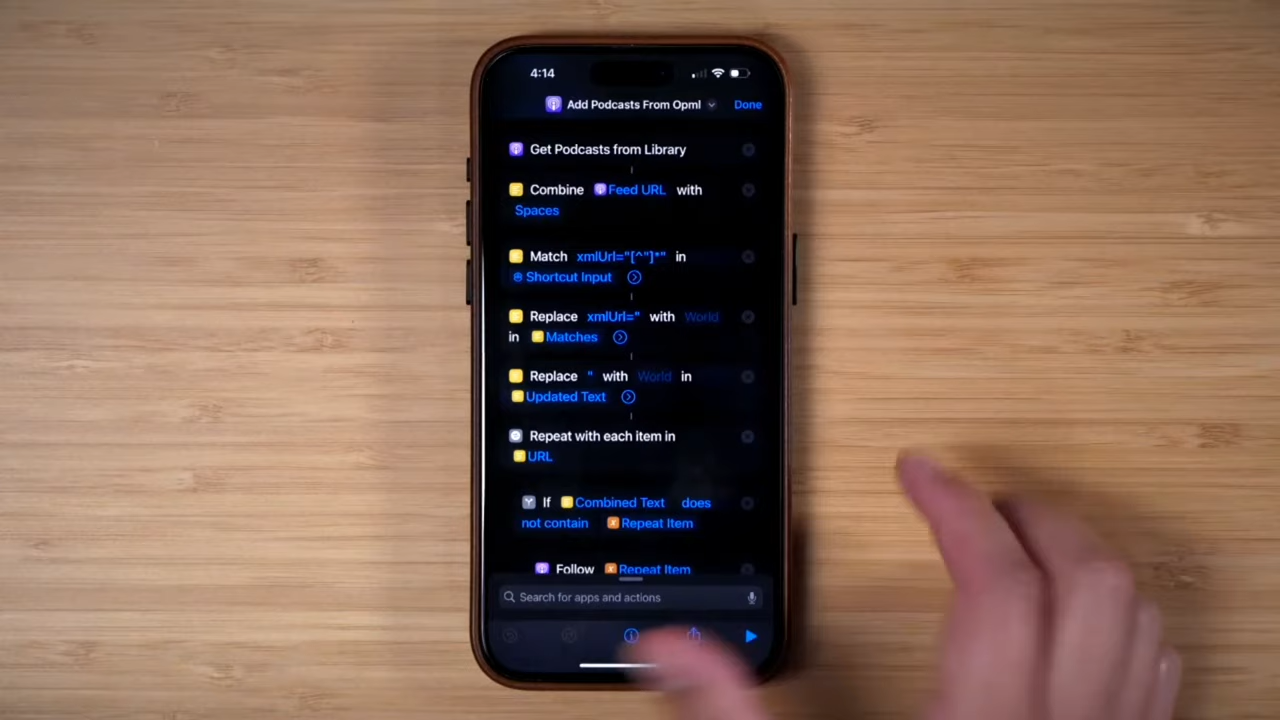 4:14
Add Podcasts From Opml Done
Get Podcasts from Library
Combine Feed URL with
Spaces
Match xmlUrl="[^"]*" in
Shortcut Input
Replace xmlUrl=" with World
in Matches
Replace " with World in
Updated Text
Repeat with each item in
URL
If Combined Text does
not contain Repeat Item
Follow Repeat Item
Search for apps and actions